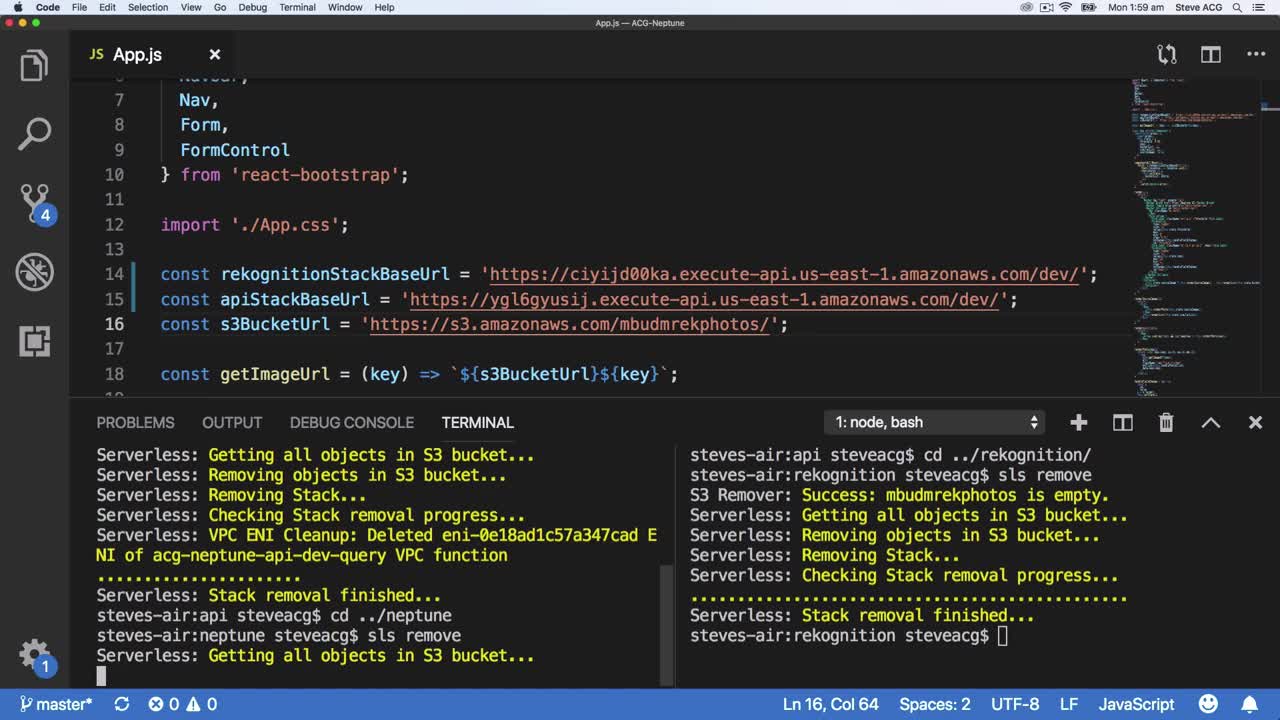 Code File Edit Selection View Go Debug Terminal Window Help Mon 1:59 am Steve ACG
App.js — ACG-Neptune
JS App.js
7 Nav,
8 Form,
9 FormControl
10 } from 'react-bootstrap';
11
12 import './App.css';
13
14 const rekognitionStackBaseUrl = 'https://ciyijd00ka.execute-api.us-east-1.amazonaws.com/dev/';
15 const apiStackBaseUrl = 'https://ygl6gyusij.execute-api.us-east-1.amazonaws.com/dev/';
16 const s3BucketUrl = 'https://s3.amazonaws.com/mbudmrekphotos/';
17
18 const getImageUrl = (key) => `${s3BucketUrl}${key}`;
4
PROBLEMS OUTPUT DEBUG CONSOLE TERMINAL 1: node, bash
Serverless: Getting all objects in S3 bucket...
Serverless: Removing objects in S3 bucket...
Serverless: Removing Stack...
Serverless: Checking Stack removal progress...
Serverless: VPC ENI Cleanup: Deleted eni-0e18ad1c57a347cad E
NI of acg-neptune-api-dev-query VPC function
......................
Serverless: Stack removal finished...
steves-air:api steveacg$ cd ../neptune
steves-air:neptune steveacg$ sls remove
Serverless: Getting all objects in S3 bucket...
steves-air:api steveacg$ cd ../rekognition/
steves-air:rekognition steveacg$ sls remove
S3 Remover: Success: mbudmrekphotos is empty.
Serverless: Getting all objects in S3 bucket...
Serverless: Removing objects in S3 bucket...
Serverless: Removing Stack...
Serverless: Checking Stack removal progress...
...............................................
Serverless: Stack removal finished...
steves-air:rekognition steveacg$
1
master* 0 0 Ln 16, Col 64 Spaces: 2 UTF-8 LF JavaScript